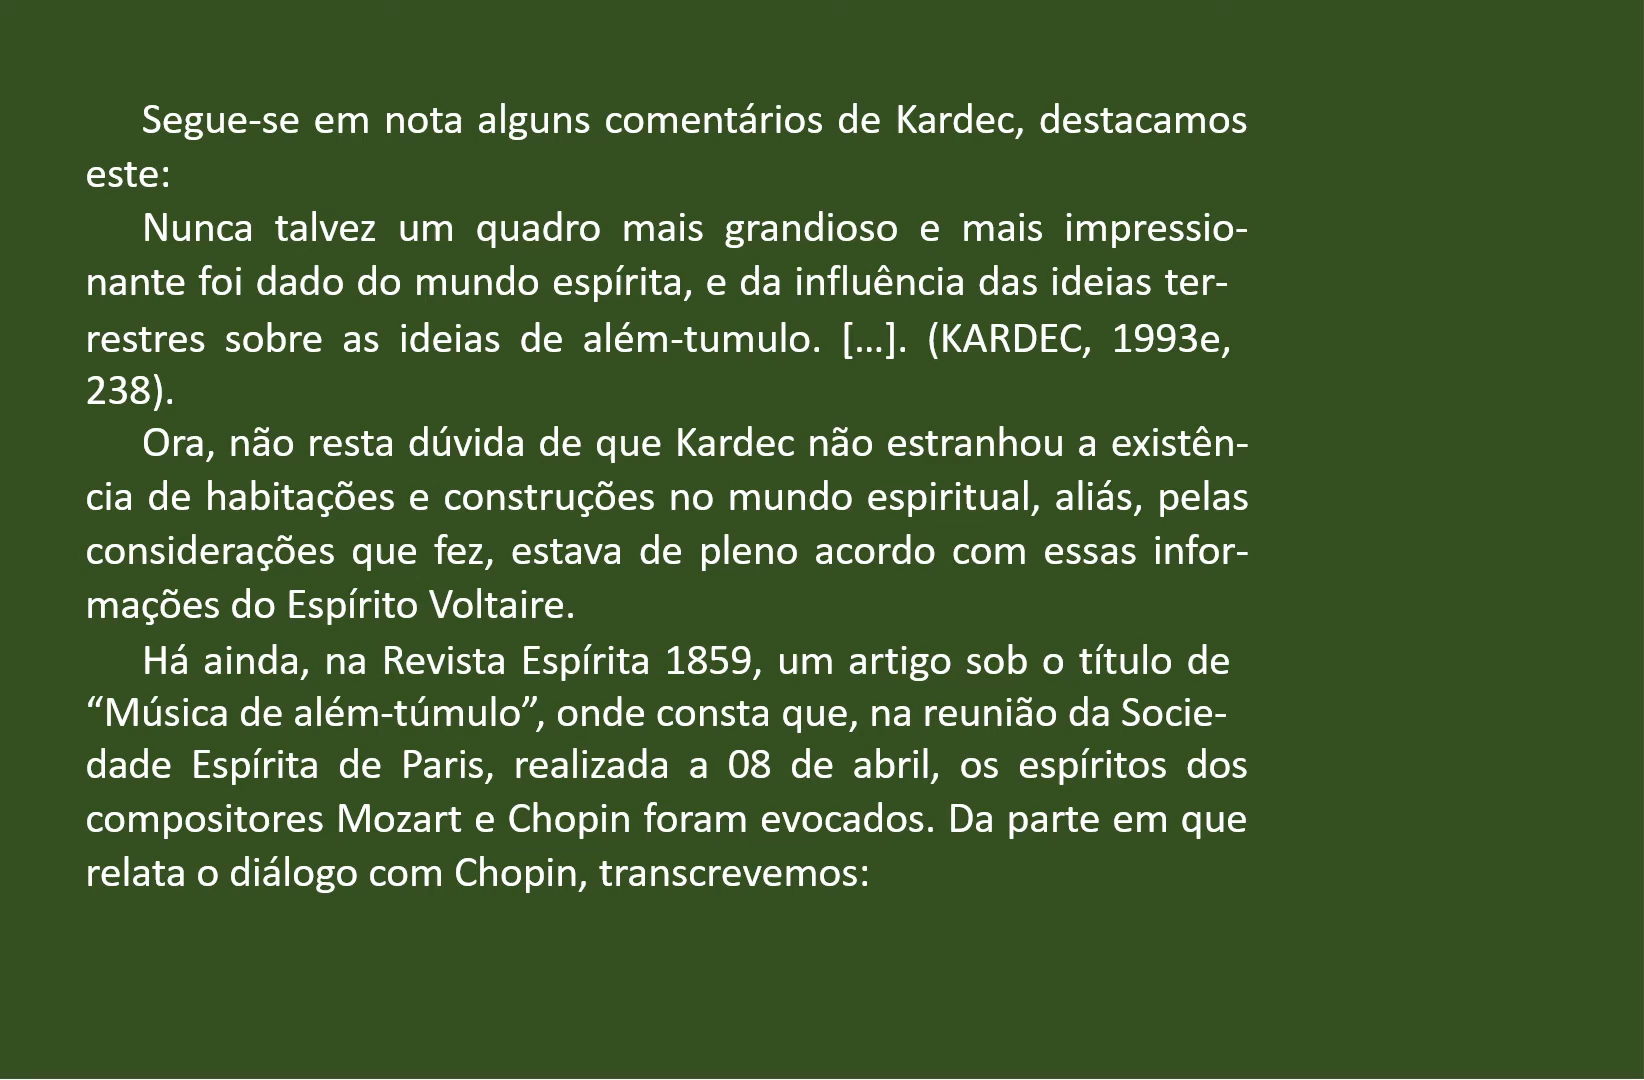 Segue-se em nota alguns comentários de Kardec, destacamos
este:
Nunca talvez um quadro mais grandioso e mais impressio-
nante foi dado do mundo espírita, e da influência das ideias ter-
restres sobre as ideias de além-tumulo. [...]. (KARDEC, 1993e,
238).
Ora, não resta dúvida de que Kardec não estranhou a existên-
cia de habitações e construções no mundo espiritual, aliás, pelas
considerações que fez, estava de pleno acordo com essas infor-
mações do Espírito Voltaire.
Há ainda, na Revista Espírita 1859, um artigo sob o título de
“Música de além-túmulo”, onde consta que, na reunião da Socie-
dade Espírita de Paris, realizada a 08 de abril, os espíritos dos
compositores Mozart e Chopin foram evocados. Da parte em que
relata o diálogo com Chopin, transcrevemos: